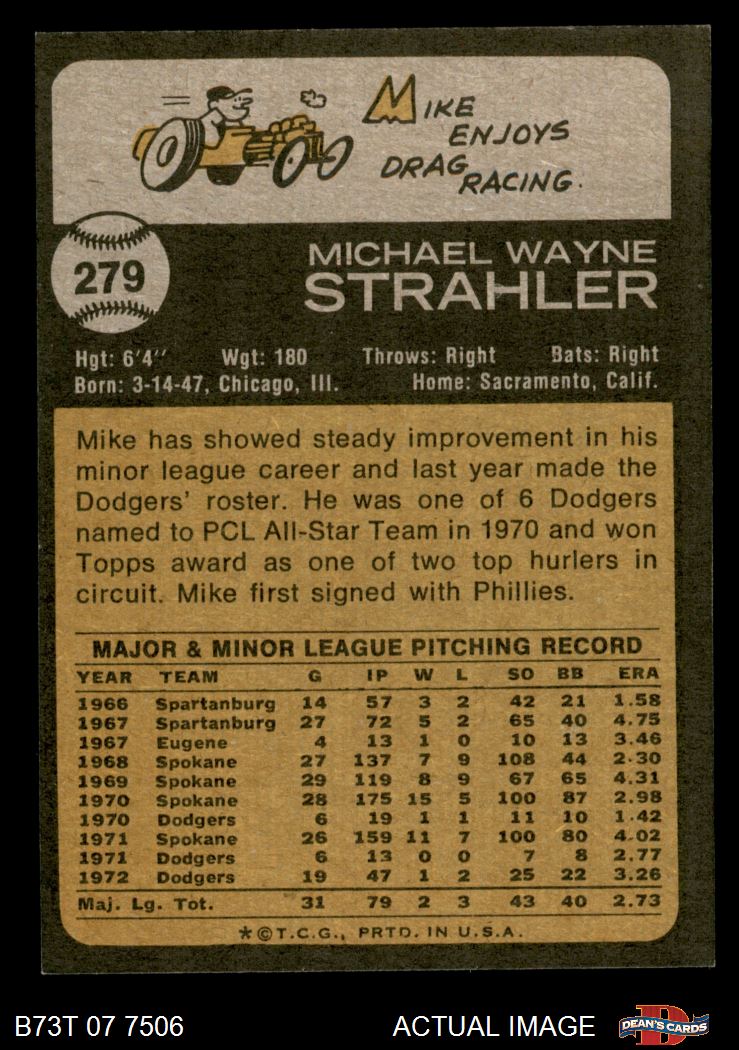 MIKE
ENJOYS
DRAG
RACING.
279
MICHAEL WAYNE
STRAHLER
Hgt: 6'4" Wgt: 180 Throws: Right Bats: Right
Born: 3-14-47, Chicago, Ill. Home: Sacramento, Calif.
Mike has showed steady improvement in his
minor league career and last year made the
Dodgers' roster. He was one of 6 Dodgers
named to PCL All-Star Team in 1970 and won
Topps award as one of two top hurlers in
circuit. Mike first signed with Phillies.
MAJOR & MINOR LEAGUE PITCHING RECORD
YEAR TEAM G IP W L SO BB ERA
1966 Spartanburg 14 57 3 2 42 21 1.58
1967 Spartanburg 27 72 5 2 65 40 4.75
1967 Eugene 4 13 1 0 10 13 3.46
1968 Spokane 27 137 7 9 108 44 2.30
1969 Spokane 29 119 8 9 67 65 4.31
1970 Spokane 28 175 15 5 100 87 2.98
1970 Dodgers 6 19 1 1 11 10 1.42
1971 Spokane 26 159 11 7 100 80 4.02
1971 Dodgers 6 13 0 0 7 8 2.77
1972 Dodgers 19 47 1 2 25 22 3.26
Maj. Lg. Tot. 31 79 2 3 43 40 2.73
*©T.C.G., PRTD. IN U.S.A.
B73T 07 7506 ACTUAL IMAGE D DEAN'S CARDS